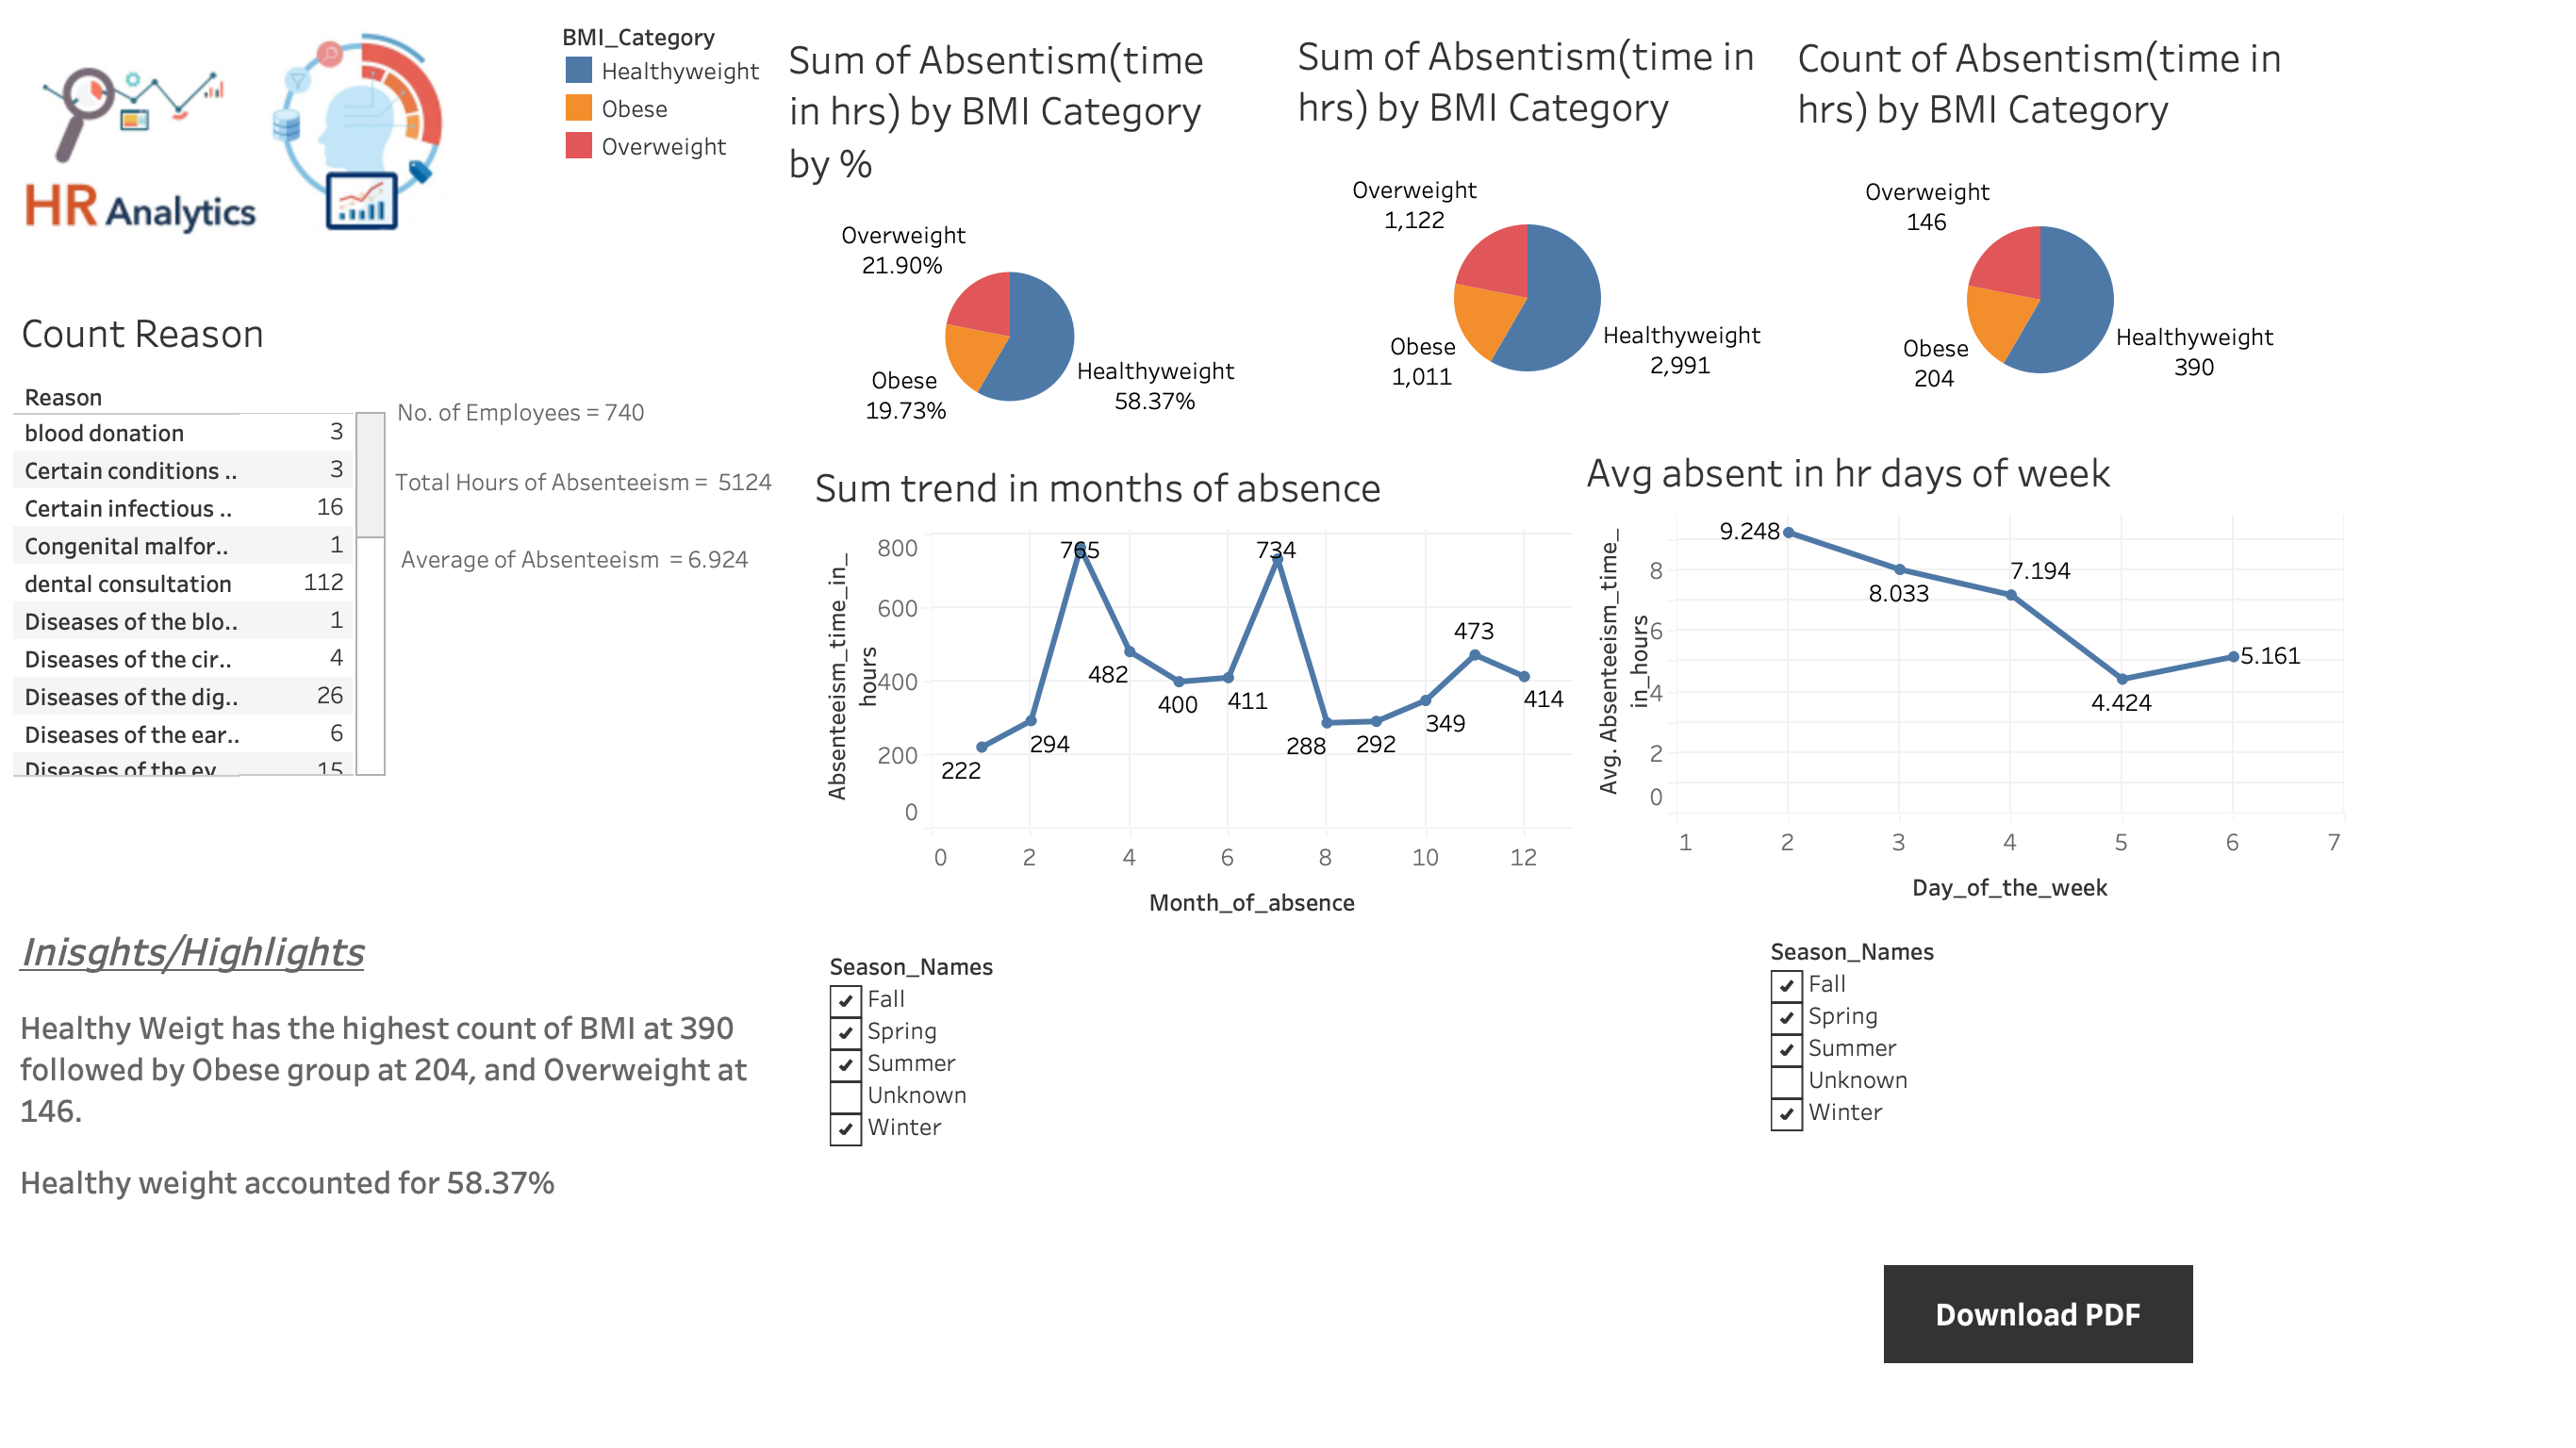 HR Analytics
BMI_Category
Healthyweight
Obese
Overweight
Sum of Absentism(time
in hrs) by BMI Category
by %
Overweight
21.90%
Obese
19.73%
Healthyweight
58.37%
Sum of Absentism(time in
hrs) by BMI Category
Overweight
1,122
Obese
1,011
Healthyweight
2,991
Count of Absentism(time in
hrs) by BMI Category
Overweight
146
Obese
204
Healthyweight
390
Count Reason
Reason
blood donation 3
Certain conditions .. 3
Certain infectious .. 16
Congenital malfor.. 1
dental consultation 112
Diseases of the blo.. 1
Diseases of the cir.. 4
Diseases of the dig.. 26
Diseases of the ear.. 6
Diseases of the ey 15
No. of Employees = 740
Total Hours of Absenteeism = 5124
Average of Absenteeism = 6.924
Sum trend in months of absence
Absenteeism_time_in_
hours
800
600
400
200
0
222
294
765
482
400
411
734
288
292
349
473
414
0 2 4 6 8 10 12
Month_of_absence
Avg absent in hr days of week
Avg. Absenteeism_time_
in_hours
8
6
4
2
0
9.248
8.033
7.194
4.424
5.161
1 2 3 4 5 6 7
Day_of_the_week
Inisghts/Highlights
Healthy Weigt has the highest count of BMI at 390
followed by Obese group at 204, and Overweight at
146.
Healthy weight accounted for 58.37%
Season_Names
Fall
Spring
Summer
Unknown
Winter
Season_Names
Fall
Spring
Summer
Unknown
Winter
Download PDF